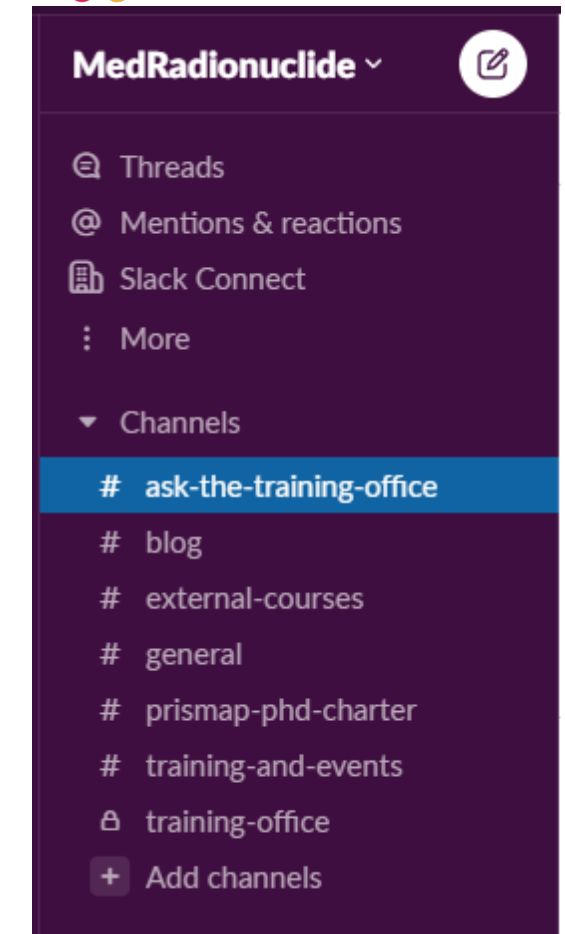 MedRadionuclide
Threads
@ Mentions & reactions
Slack Connect
More
Channels
# ask-the-training-office
# blog
# external-courses
# general
# prismap-phd-charter
# training-and-events
training-office
+ Add channels